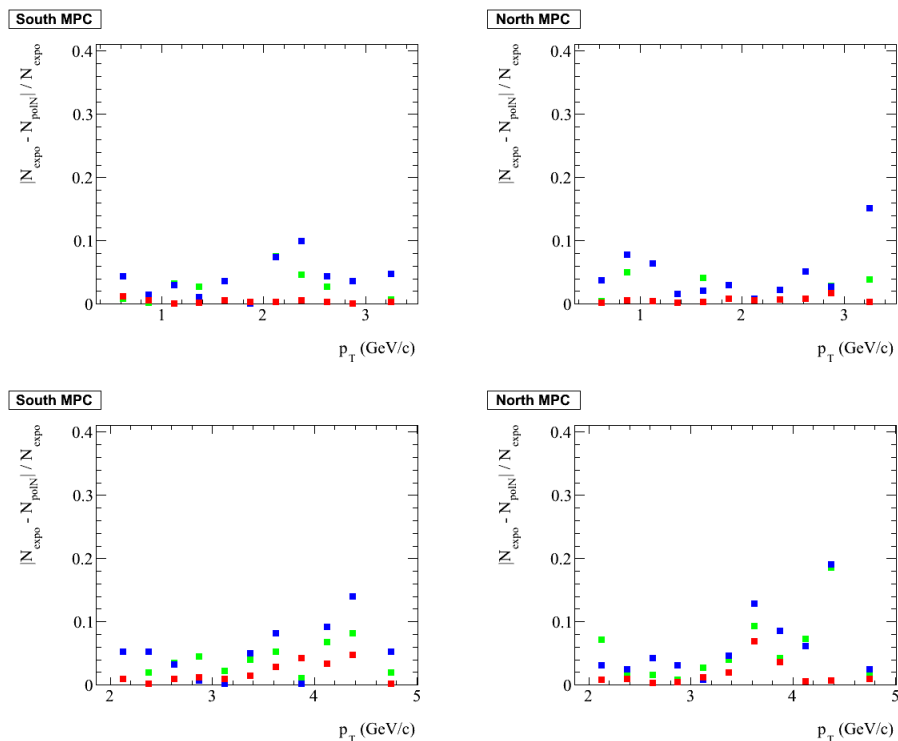 South MPC
|N_expo - N_polN| / N_expo
0.4
0.3
0.2
0.1
0
1 2 3
p_T (GeV/c)
North MPC
|N_expo - N_polN| / N_expo
0.4
0.3
0.2
0.1
0
1 2 3
p_T (GeV/c)
South MPC
|N_expo - N_polN| / N_expo
0.4
0.3
0.2
0.1
0
2 3 4 5
p_T (GeV/c)
North MPC
|N_expo - N_polN| / N_expo
0.4
0.3
0.2
0.1
0
2 3 4 5
p_T (GeV/c)